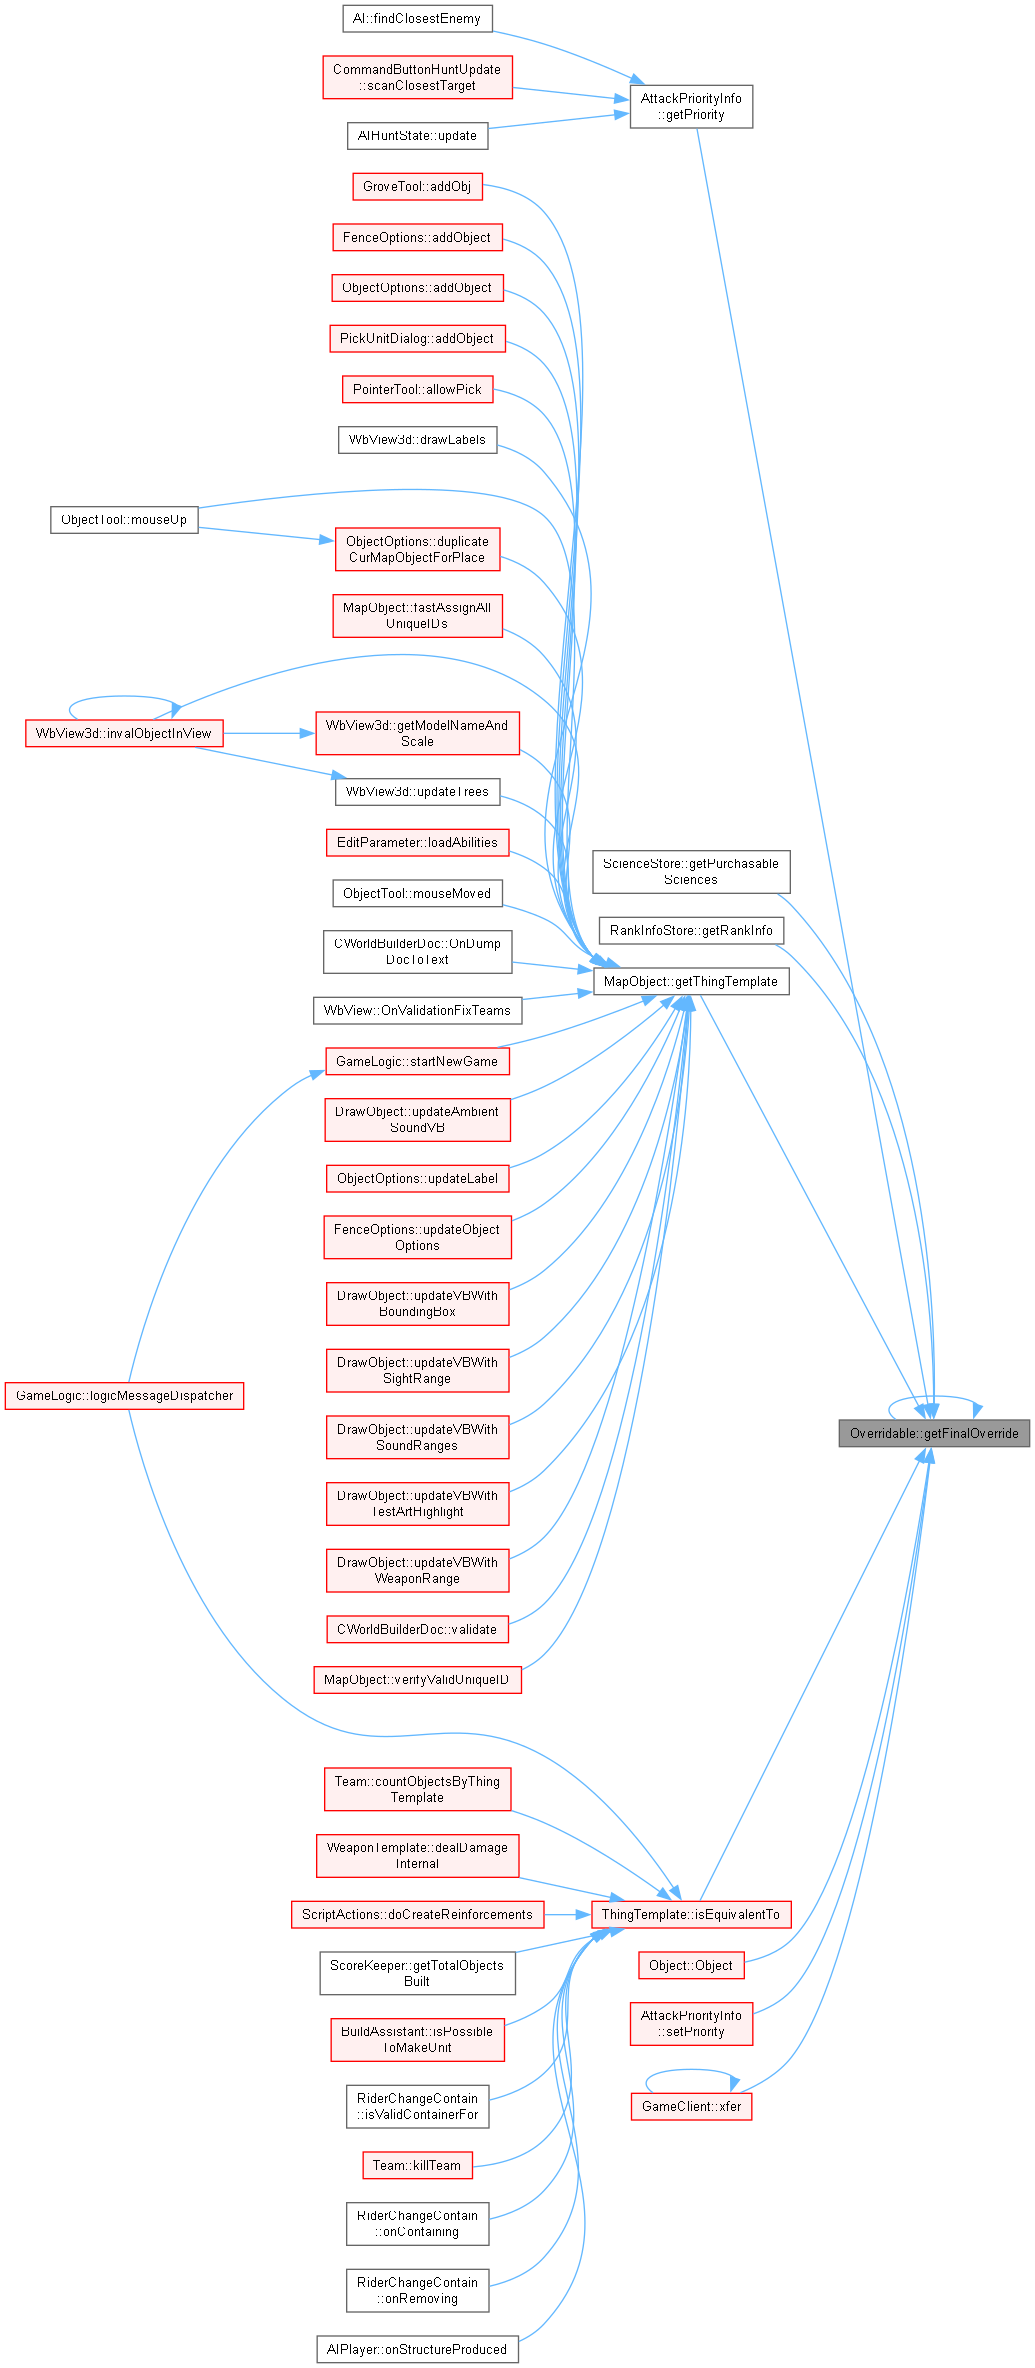 AI::findClosestEnemy
CommandButtonHuntUpdate
::scanClosestTarget
AttackPriorityInfo
::getPriority
AIHuntState::update
GroveTool::addObj
FenceOptions::addObject
ObjectOptions::addObject
PickUnitDialog::addObject
PointerTool::allowPick
WbView3d::drawLabels
ObjectTool::mouseUp
ObjectOptions::duplicate
CurMapObjectForPlace
MapObject::fastAssignAll
UniqueIDs
WbView3d::invalObjectInView
WbView3d::getModelNameAnd
Scale
WbView3d::updateTrees
EditParameter::loadAbilities
ScienceStore::getPurchasable
Sciences
ObjectTool::mouseMoved
RankInfoStore::getRankInfo
CWorldBuilderDoc::OnDump
DocToText
MapObject::getThingTemplate
WbView::OnValidationFixTeams
GameLogic::startNewGame
DrawObject::updateAmbient
SoundVB
ObjectOptions::updateLabel
FenceOptions::updateObject
Options
DrawObject::updateVBWith
BoundingBox
DrawObject::updateVBWith
SightRange
GameLogic::logicMessageDispatcher
DrawObject::updateVBWith
SoundRanges
Overridable::getFinalOverride
DrawObject::updateVBWith
TestArtHighlight
DrawObject::updateVBWith
WeaponRange
CWorldBuilderDoc::validate
MapObject::verifyValidUniqueID
Team::countObjectsByThing
Template
WeaponTemplate::dealDamage
Internal
ScriptActions::doCreateReinforcements
ThingTemplate::isEquivalentTo
ScoreKeeper::getTotalObjects
Built
Object::Object
BuildAssistant::isPossible
ToMakeUnit
AttackPriorityInfo
::setPriority
RiderChangeContain
::isValidContainerFor
GameClient::xfer
Team::killTeam
RiderChangeContain
::onContaining
RiderChangeContain
::onRemoving
AIPlayer::onStructureProduced